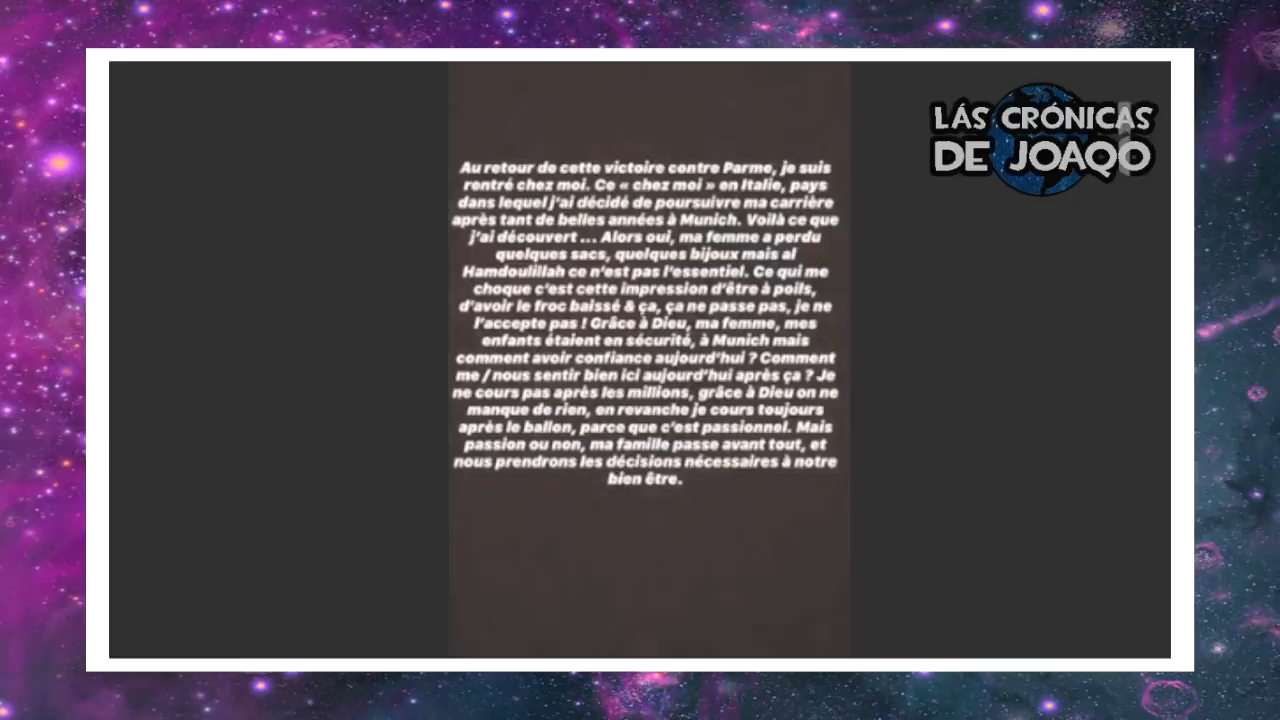 LÁS CRÓNICAS
DE JOAQO
Au retour de cette victoire contre Parme, je suis
rentré chez moi. Ce « chez moi » en Italie, pays
dans lequel j'ai décidé de poursuivre ma carrière
après tant de belles années à Munich. Voilà ce que
j'ai découvert ... Alors oui, ma femme a perdu
quelques sacs, quelques bijoux mais al
Hamdoulillah ce n'est pas l'essentiel. Ce qui me
choque c'est cette impression d'être à poils,
d'avoir le froc baissé & ça, ça ne passe pas, je ne
l'accepte pas ! Grâce à Dieu, ma femme, mes
enfants étaient en sécurité, à Munich mais
comment avoir confiance aujourd'hui ? Comment
me / nous sentir bien ici aujourd'hui après ça ? Je
ne cours pas après les millions, grâce à Dieu on ne
manque de rien, en revanche je cours toujours
après le ballon, parce que c'est passionnel. Mais
passion ou non, ma famille passe avant tout, et
nous prendrons les décisions nécessaires à notre
bien être.